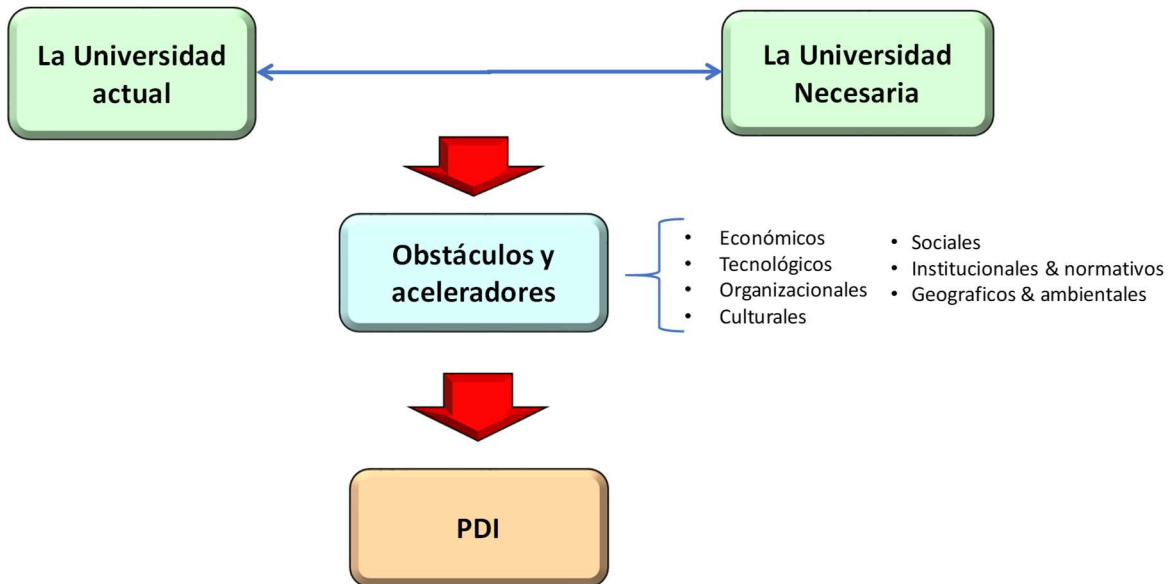 La Universidad
actual
La Universidad
Necesaria
Obstáculos y
aceleradores
• Económicos
• Tecnológicos
• Organizacionales
• Culturales
• Sociales
• Institucionales & normativos
• Geograficos & ambientales
PDI